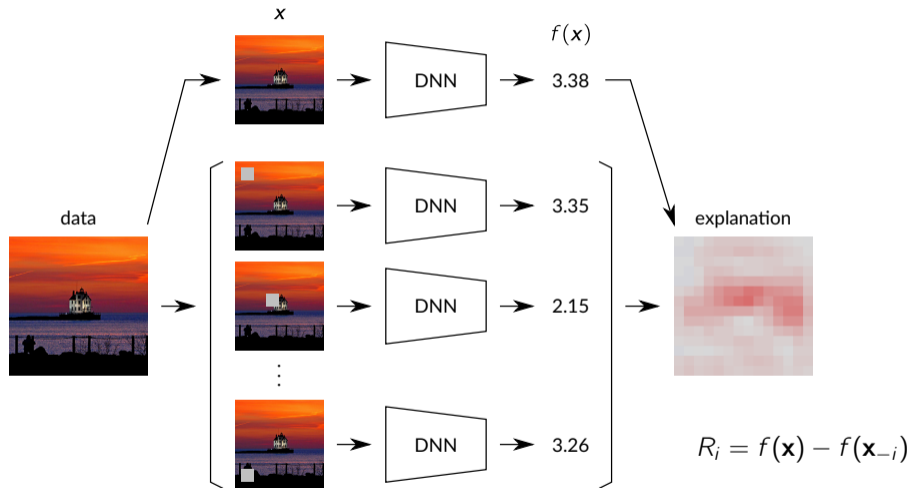 x
f(x)
DNN
3.38
DNN
3.35
data
explanation
DNN
2.15
⋮
DNN
3.26
R_i = f(x) − f(x_{−i})